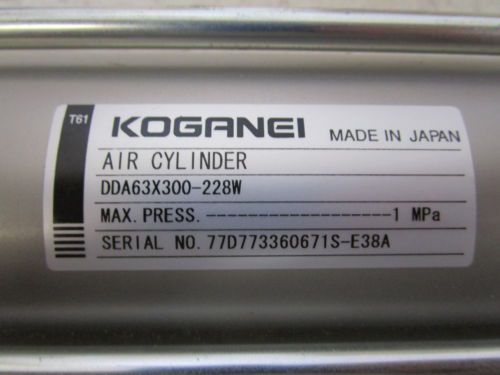 T61
KOGANEI MADE IN JAPAN
AIR CYLINDER
DDA63X300-228W
MAX. PRESS.-------------------1 MPa
SERIAL NO. 77D773360671S-E38A